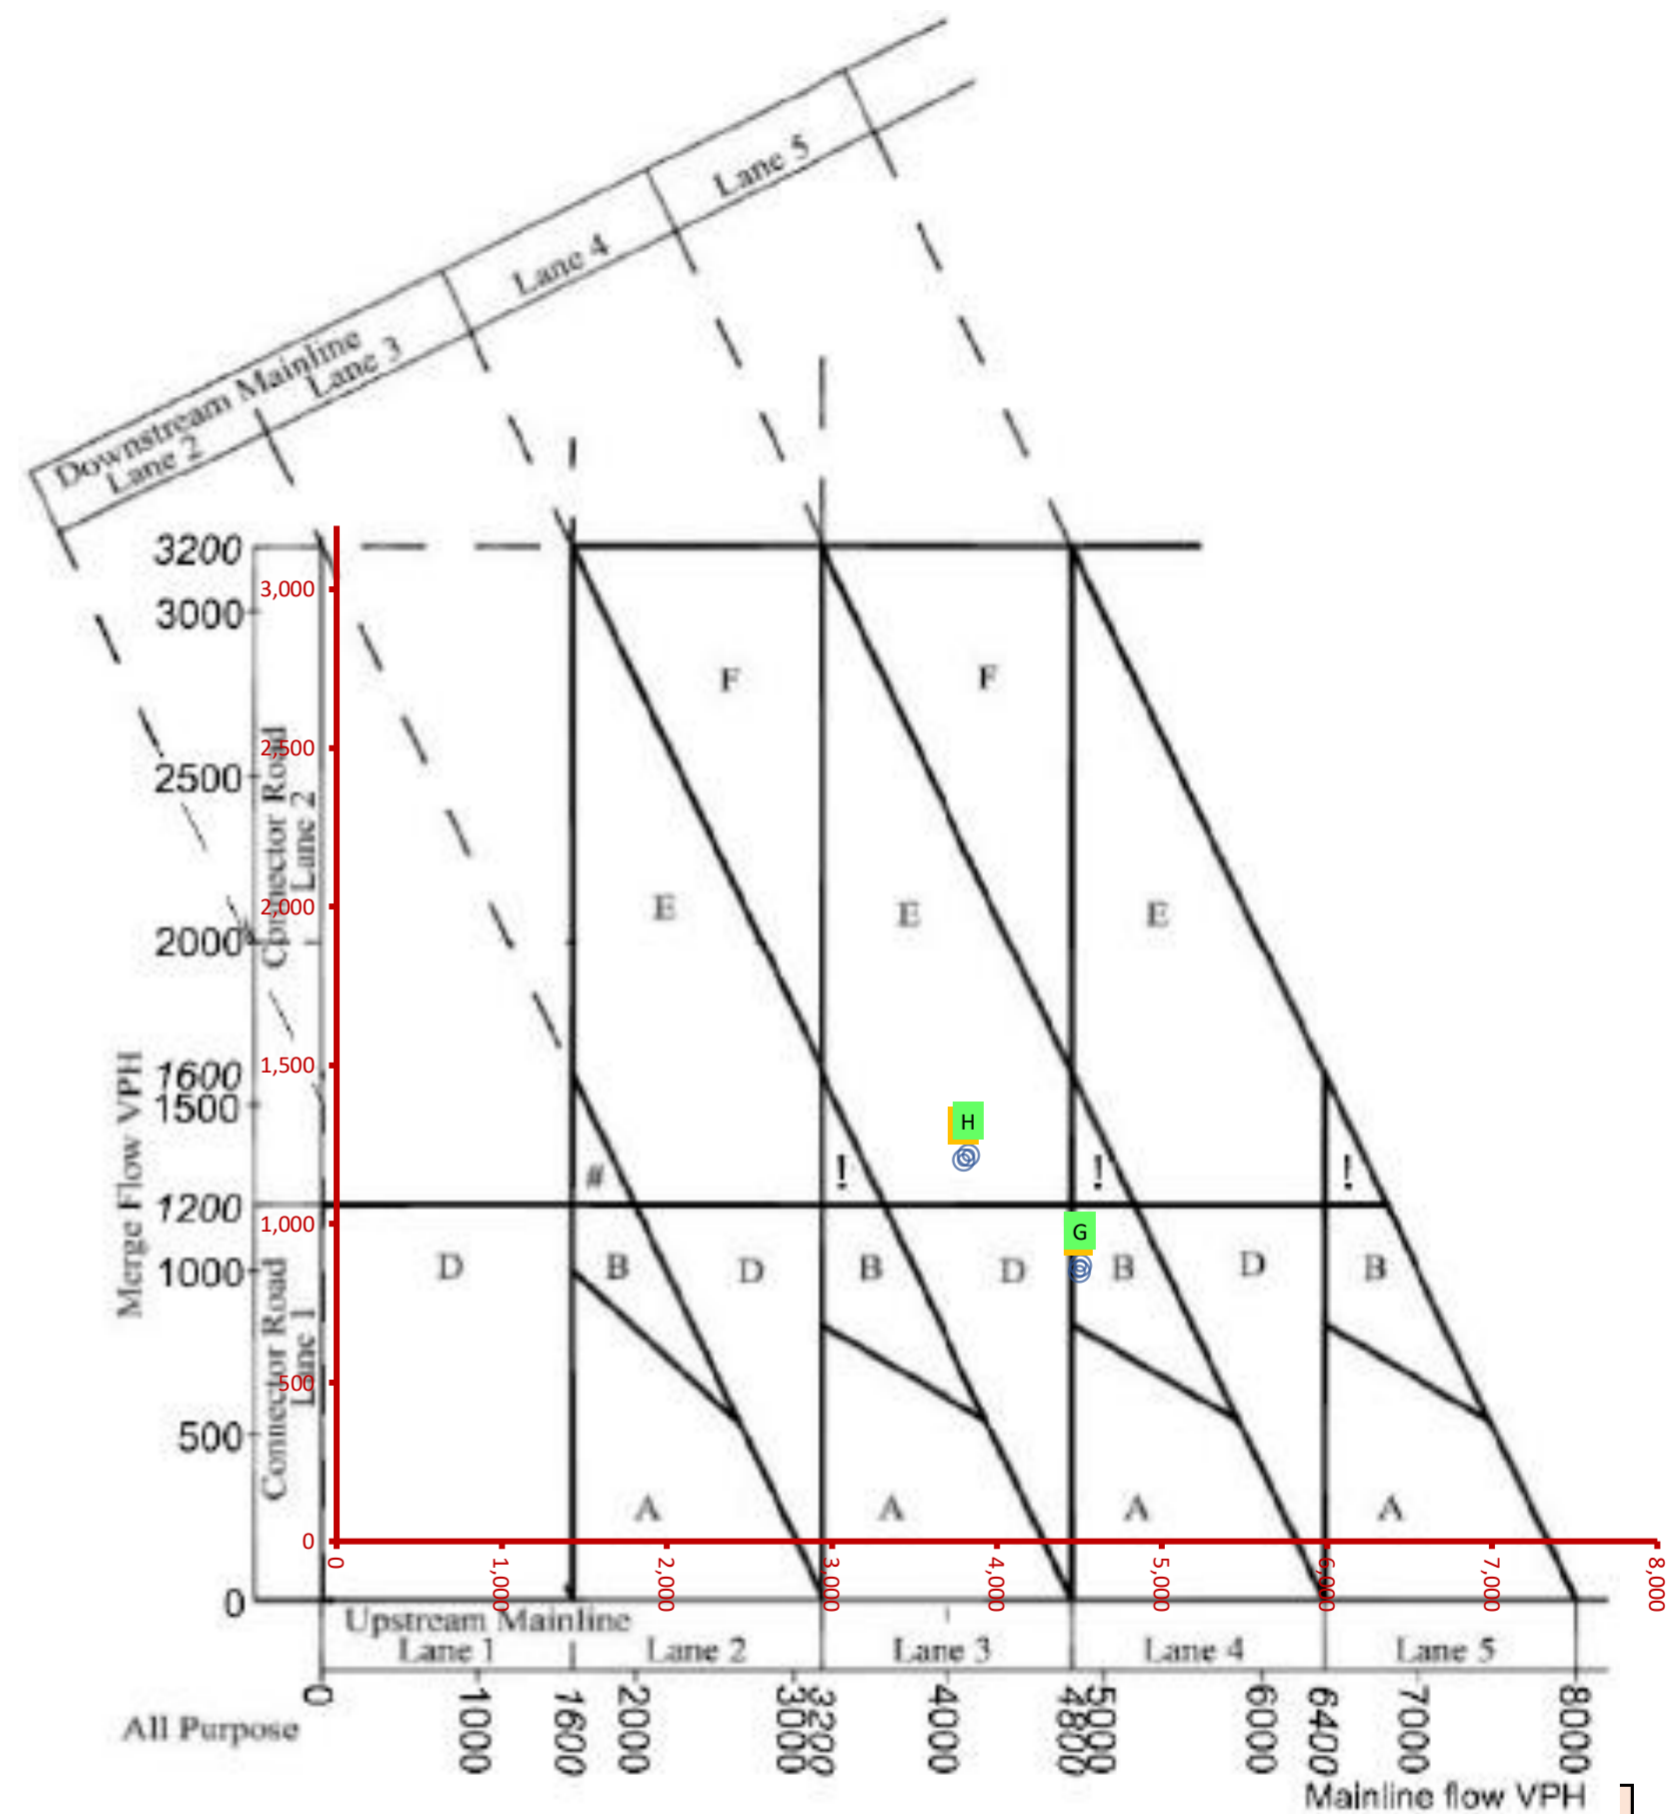 Lane 5
Lane 4
Downstream Mainline
Lane 3
Lane 2
3200
3,000
3000
F
F
2,500
2500
Connector Road
Lane 2
E
E
E
2,000
2000
1,500
1600
1500
Merge Flow VPH
H
#
!
!
!
1200
1,000
G
1000
D
B
D
B
D
B
D
B
Connector Road
Lane 1
500
500
A
A
A
A
0
0
1,000
2,000
3,000
4,000
5,000
6,000
7,000
8,000
0
Upstream Mainline
Lane 1
Lane 2
Lane 3
Lane 4
Lane 5
0
1000
1600
2000
3000
3200
4000
4800
5000
6000
6400
7000
8000
All Purpose
Mainline flow VPH